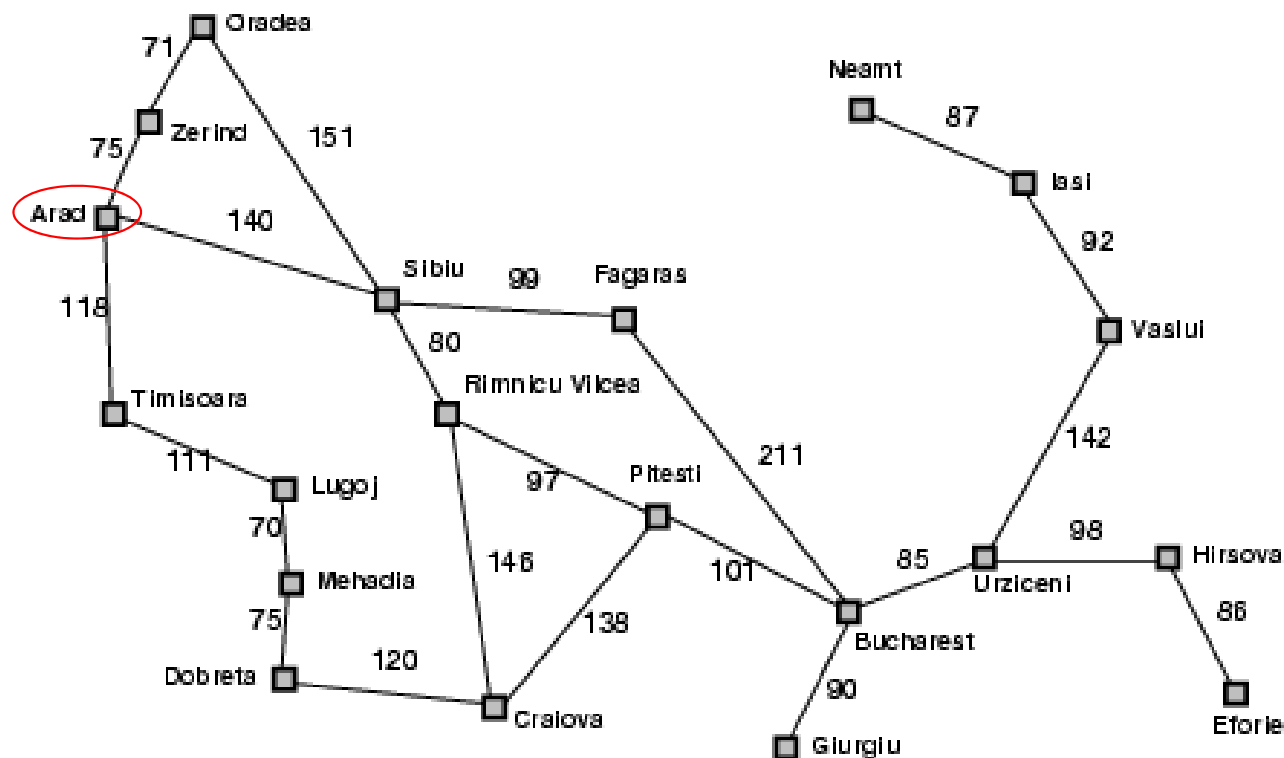 Oradea
71
Neamt
87
Zerind
75
151
Iasi
Arad
140
92
Sibiu
99
Fagaras
118
80
Vaslui
Timisoara
Rimnicu Vilcea
142
111
Lugoj
97
Pitesti
211
70
98
Hirsova
Mehadia
146
101
85
Urziceni
75
138
86
Bucharest
Dobreta
120
90
Craiova
Eforie
Giurgiu